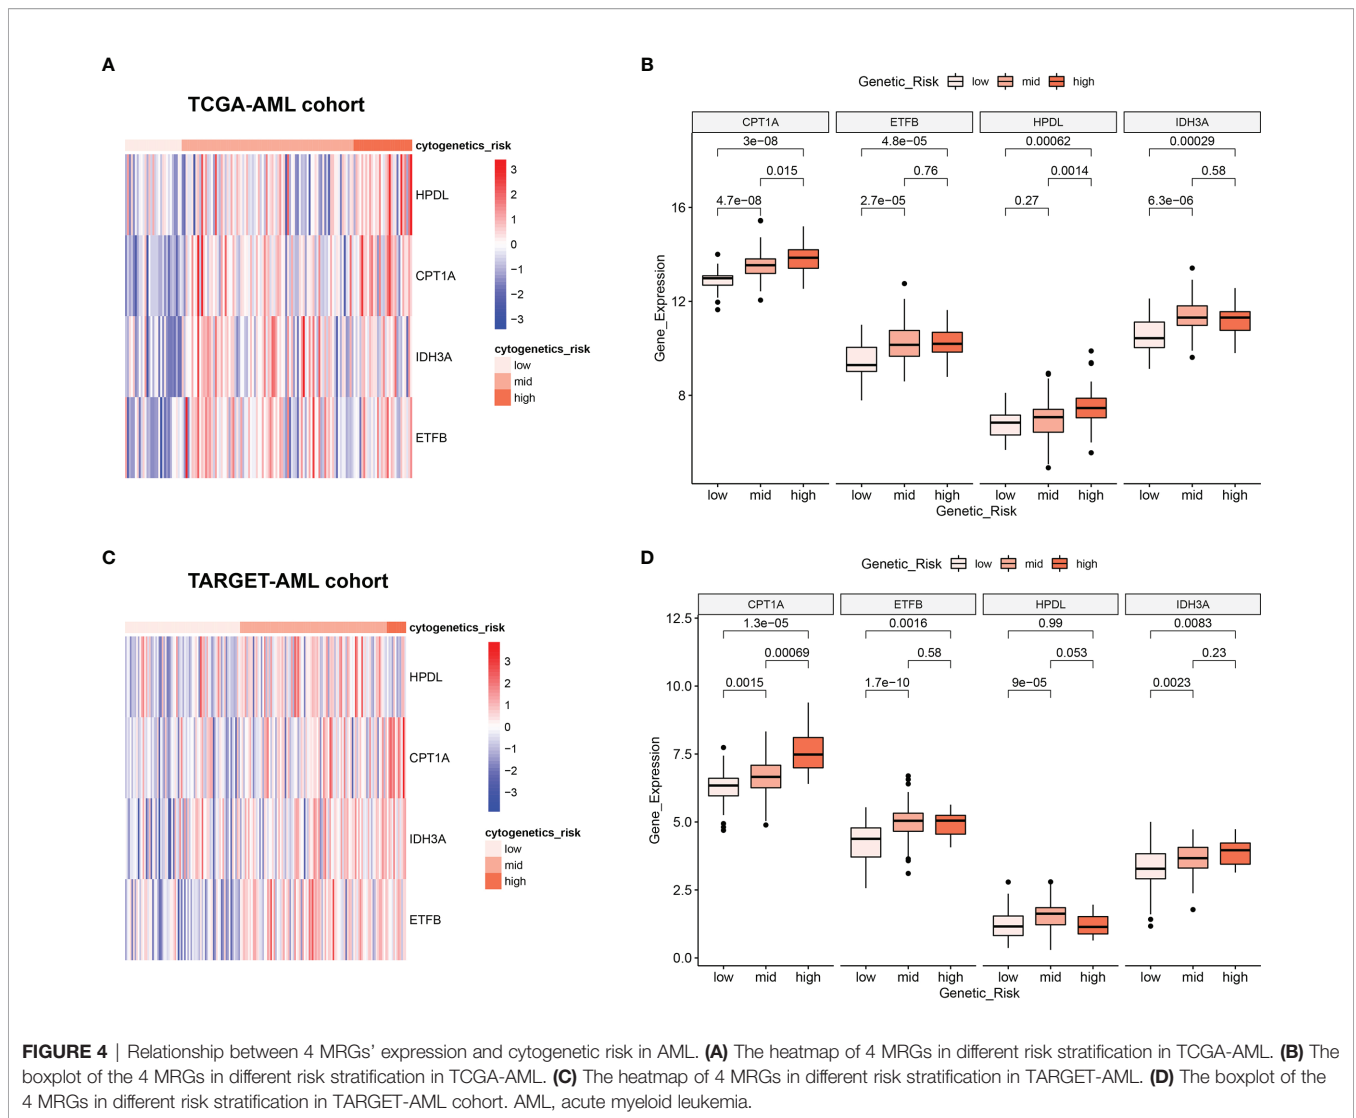 A
TCGA-AML cohort
cytogenetics_risk
HPDL
CPT1A
IDH3A
ETFB
3
2
1
0
−1
−2
−3
cytogenetics_risk
low
mid
high
B
Genetic_Risk low mid high
CPT1A ETFB HPDL IDH3A
3e−08 4.8e−05 0.00062 0.00029
0.015 0.76 0.0014 0.58
4.7e−08 2.7e−05 0.27 6.3e−06
16
12
8
Gene_Expression
low mid high low mid high low mid high low mid high
Genetic_Risk
C
TARGET-AML cohort
cytogenetics_risk
HPDL
CPT1A
IDH3A
ETFB
3
2
1
0
−1
−2
−3
cytogenetics_risk
low
mid
high
D
Genetic_Risk low mid high
CPT1A ETFB HPDL IDH3A
1.3e−05 0.0016 0.99 0.0083
0.00069 0.58 0.053 0.23
0.0015 1.7e−10 9e−05 0.0023
12.5
10.0
7.5
5.0
2.5
0.0
Gene_Expression
low mid high low mid high low mid high low mid high
Genetic_Risk
FIGURE 4 | Relationship between 4 MRGs’ expression and cytogenetic risk in AML. (A) The heatmap of 4 MRGs in different risk stratification in TCGA-AML. (B) The
boxplot of the 4 MRGs in different risk stratification in TCGA-AML. (C) The heatmap of 4 MRGs in different risk stratification in TARGET-AML. (D) The boxplot of the
4 MRGs in different risk stratification in TARGET-AML cohort. AML, acute myeloid leukemia.